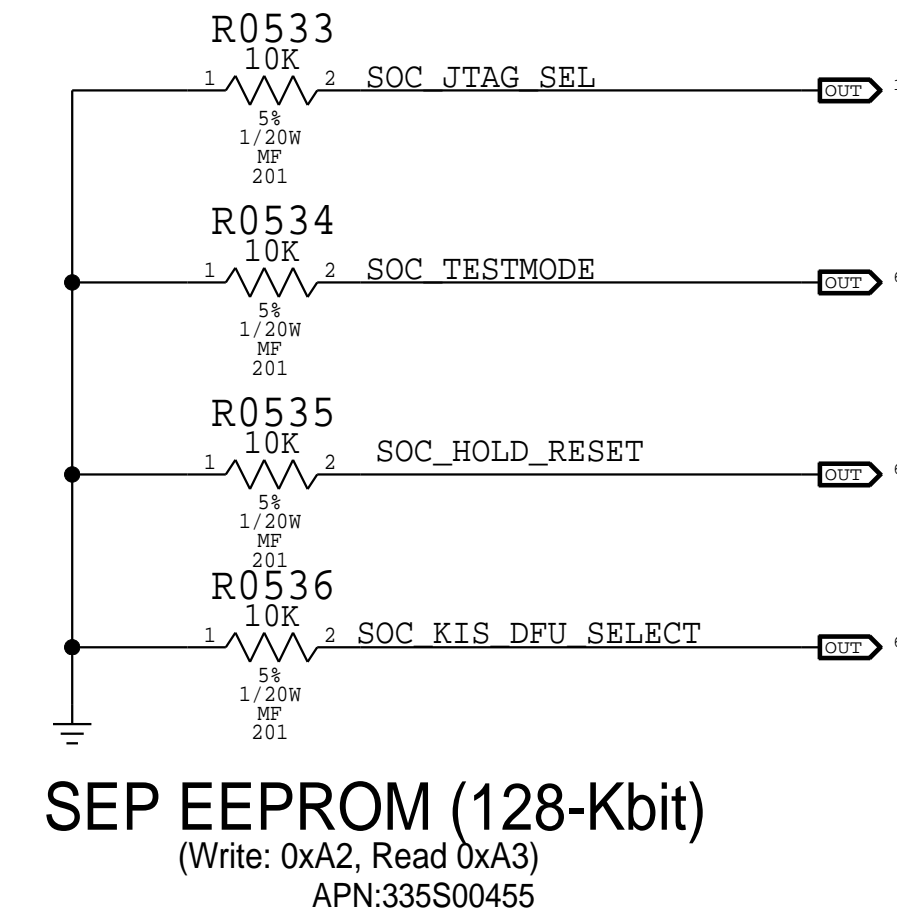 R0533
10K
1 2 SOC_JTAG_SEL OUT
5%
1/20W
MF
201
R0534
10K
1 2 SOC_TESTMODE OUT
5%
1/20W
MF
201
R0535
10K
1 2 SOC_HOLD_RESET OUT
5%
1/20W
MF
201
R0536
10K
1 2 SOC_KIS_DFU_SELECT OUT
5%
1/20W
MF
201
SEP EEPROM (128-Kbit)
(Write: 0xA2, Read 0xA3)
APN:335S00455